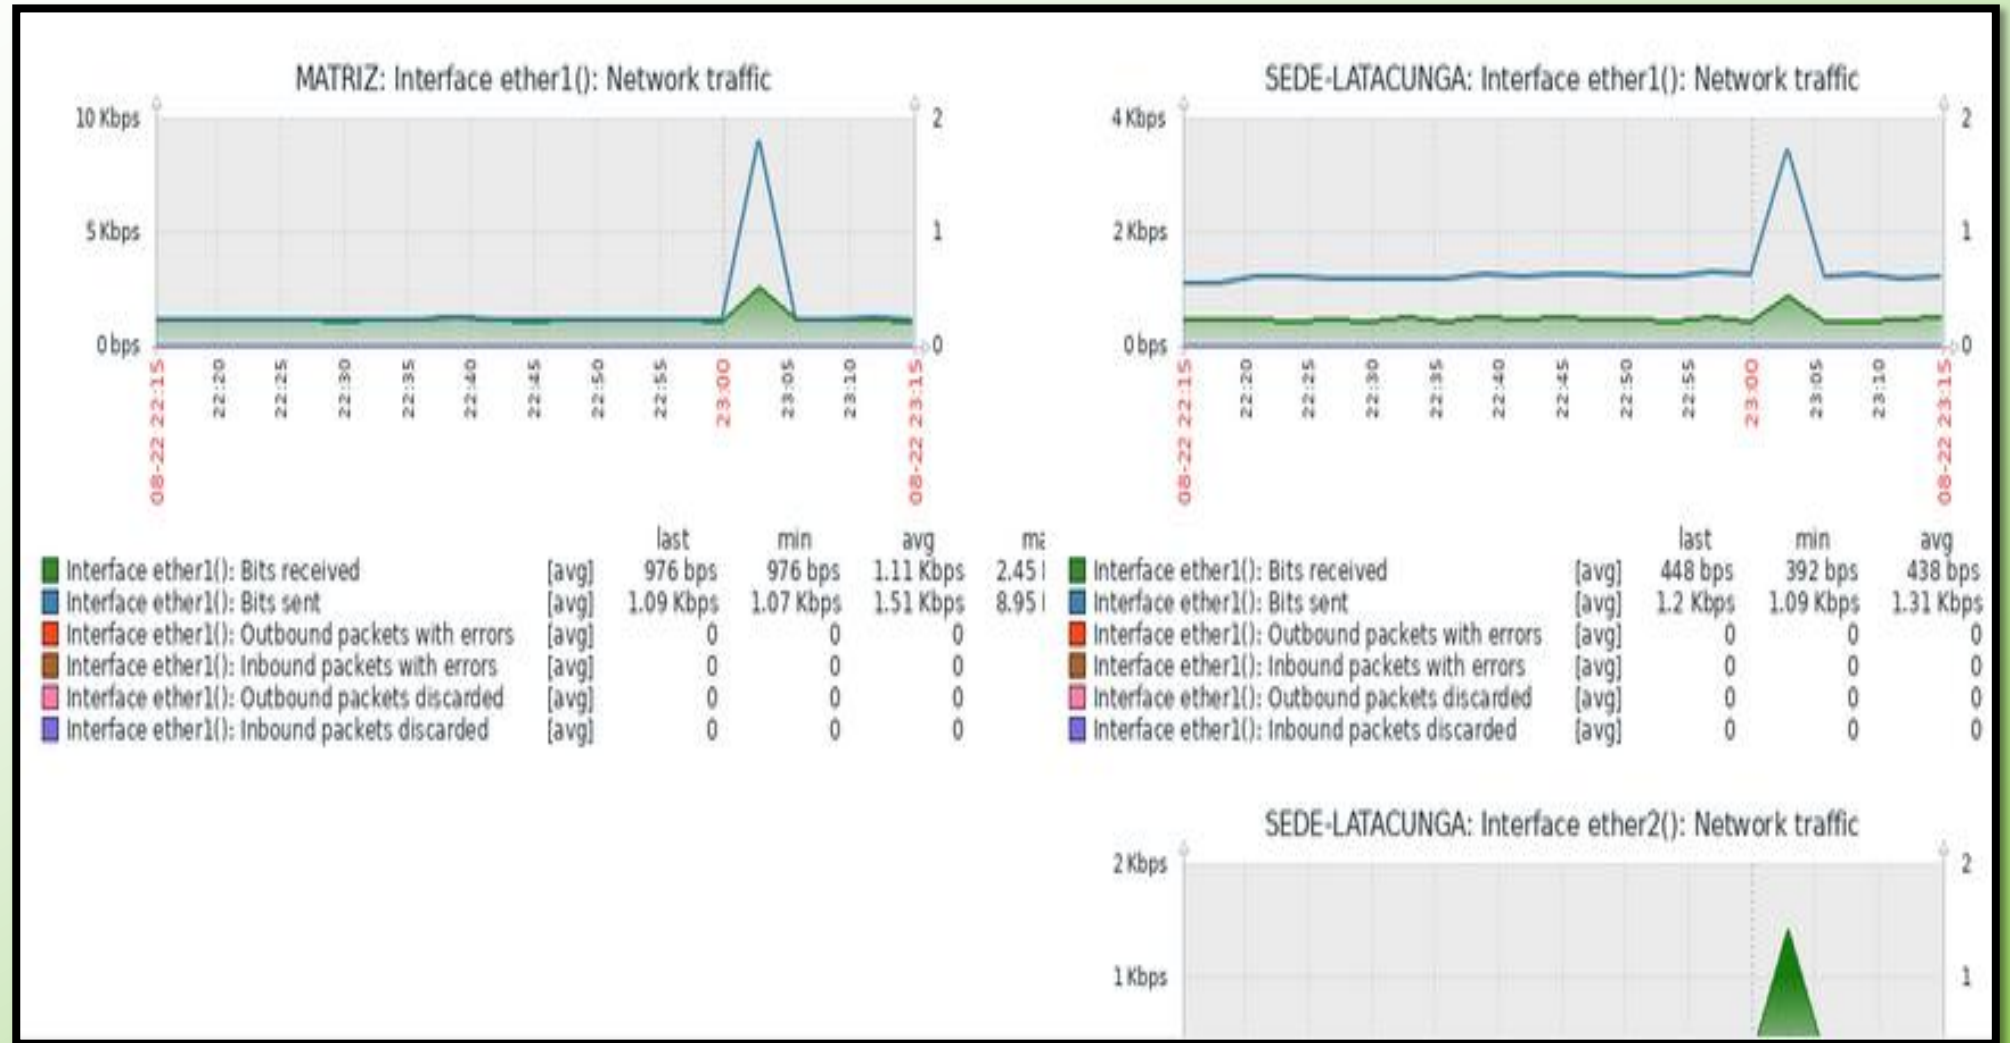 MATRIZ: Interface ether1(): Network traffic
10 Kbps
2
5 Kbps
1
0 bps
0
08-22 22:15
22:20
22:25
22:30
22:35
22:40
22:45
22:50
22:55
23:00
23:05
23:10
08-22 23:15
last min avg
Interface ether1(): Bits received [avg] 976 bps 976 bps 1.11 Kbps 2.45
Interface ether1(): Bits sent [avg] 1.09 Kbps 1.07 Kbps 1.51 Kbps 8.95
Interface ether1(): Outbound packets with errors [avg] 0 0 0
Interface ether1(): Inbound packets with errors [avg] 0 0 0
Interface ether1(): Outbound packets discarded [avg] 0 0 0
Interface ether1(): Inbound packets discarded [avg] 0 0 0
SEDE-LATACUNGA: Interface ether1(): Network traffic
4 Kbps
2
2 Kbps
1
0 bps
0
08-22 22:15
22:20
22:25
22:30
22:35
22:40
22:45
22:50
22:55
23:00
23:05
23:10
08-22 23:15
last min avg
Interface ether1(): Bits received [avg] 448 bps 392 bps 438 bps
Interface ether1(): Bits sent [avg] 1.2 Kbps 1.09 Kbps 1.31 Kbps
Interface ether1(): Outbound packets with errors [avg] 0 0 0
Interface ether1(): Inbound packets with errors [avg] 0 0 0
Interface ether1(): Outbound packets discarded [avg] 0 0 0
Interface ether1(): Inbound packets discarded [avg] 0 0 0
SEDE-LATACUNGA: Interface ether2(): Network traffic
2 Kbps
2
1 Kbps
1